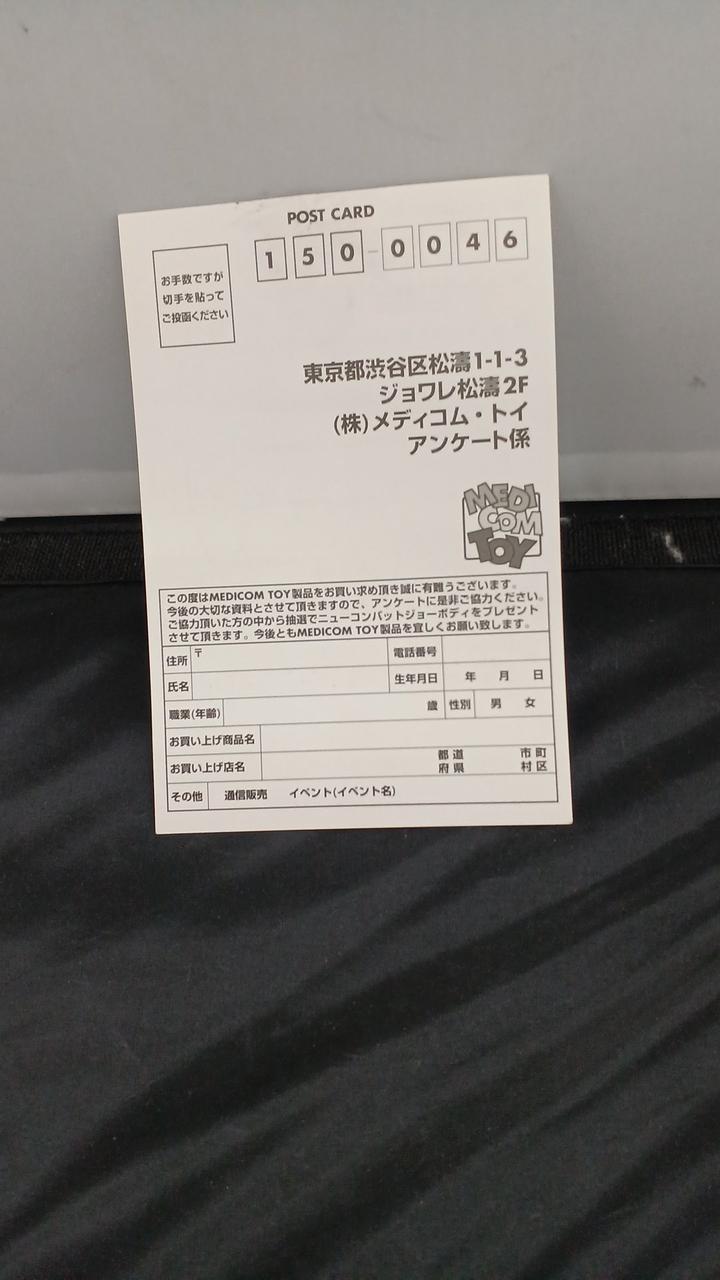 POST CARD
お手数ですが
切手を貼って
ご投函ください
150-0046
東京都渋谷区松濤1-1-3
ジョワレ松濤2F
(株)メディコム・トイ
アンケート係
MEDI
COM
TOY
この度はMEDICOM TOY製品をお買い求め頂き誠に有難うございます。
今後の大切な資料とさせて頂きますので、アンケートに是非ご協力ください。
ご協力頂いた方の中から抽選でニューコンバットジョーボディをプレゼント
させて頂きます。今後ともMEDICOM TOY製品を宜しくお願い致します。
住所 〒 電話番号
氏名 生年月日 年 月 日
職業(年齢) 歳 性別 男 女
お買い上げ商品名
お買い上げ店名 都道 市町
府県 村区
その他 通信販売 イベント(イベント名)